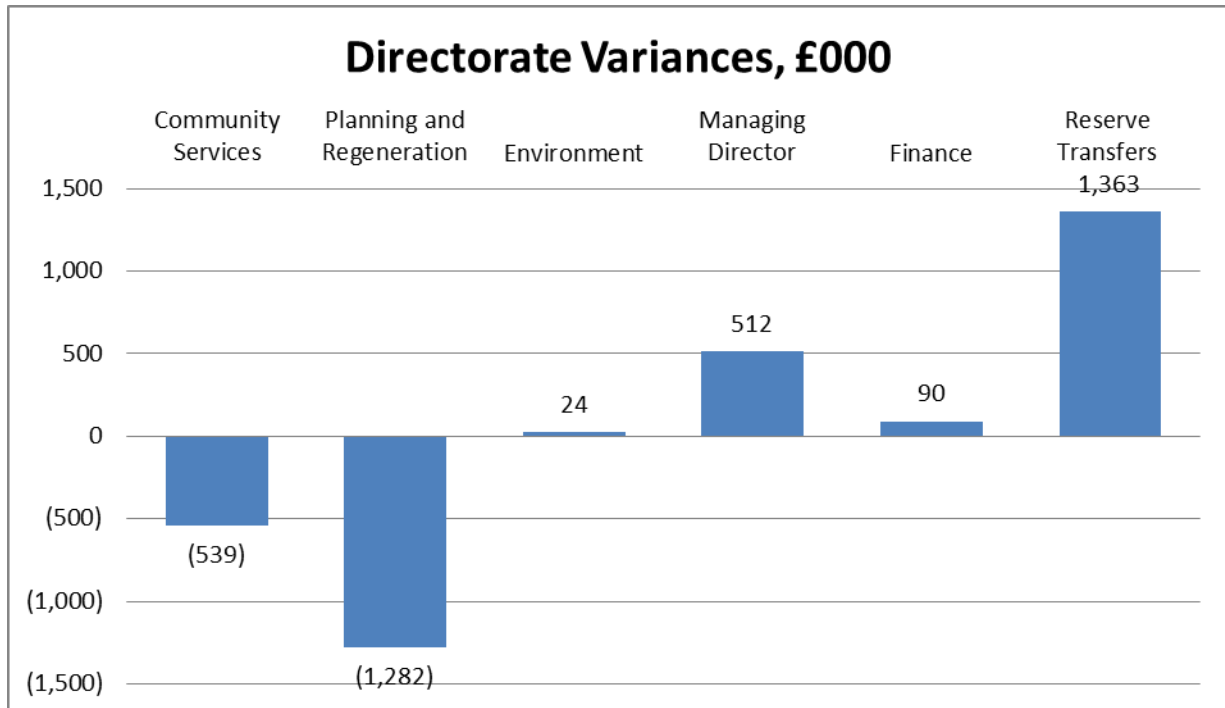 Directorate Variances, £000
Community
Services
Planning and
Regeneration
Environment
Managing
Director
Finance
Reserve
Transfers
1,500
1,000
500
0
(500)
(1,000)
(1,500)
(539)
(1,282)
24
512
90
1,363